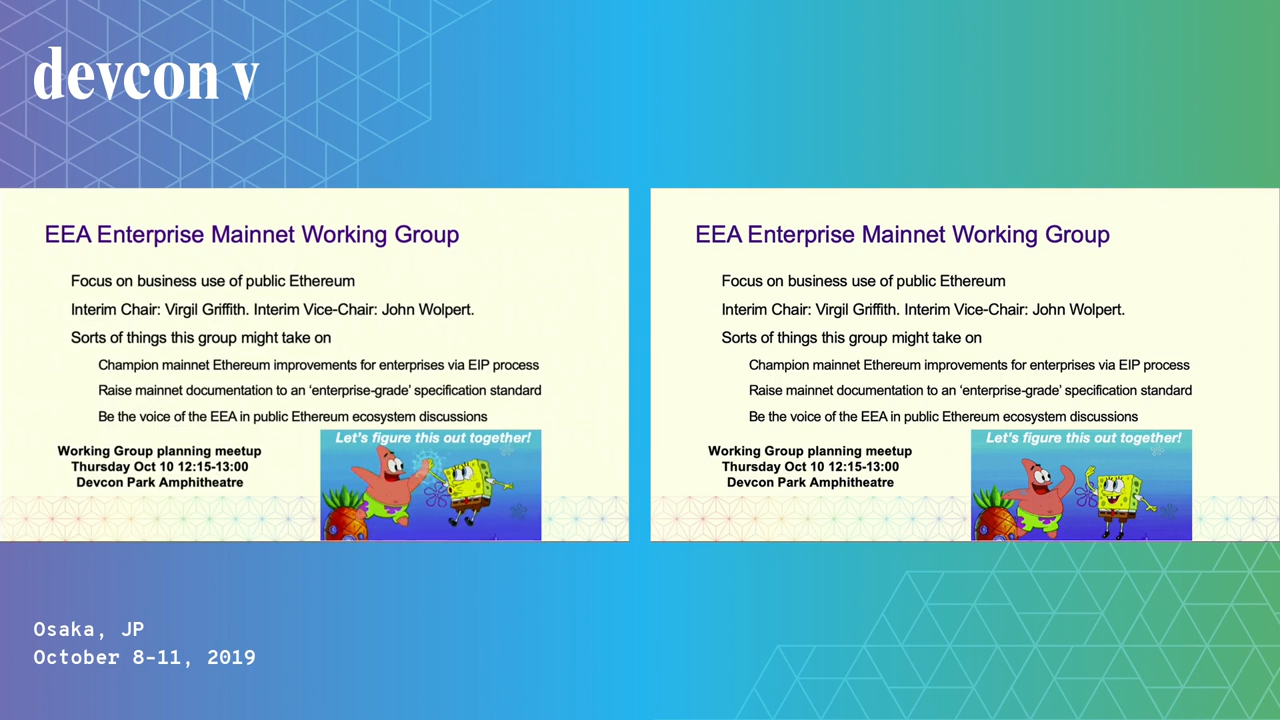 devcon v
EEA Enterprise Mainnet Working Group
Focus on business use of public Ethereum
Interim Chair: Virgil Griffith. Interim Vice-Chair: John Wolpert.
Sorts of things this group might take on
Champion mainnet Ethereum improvements for enterprises via EIP process
Raise mainnet documentation to an ‘enterprise-grade’ specification standard
Be the voice of the EEA in public Ethereum ecosystem discussions
Working Group planning meetup
Thursday Oct 10 12:15-13:00
Devcon Park Amphitheatre
Let's figure this out together!
EEA Enterprise Mainnet Working Group
Focus on business use of public Ethereum
Interim Chair: Virgil Griffith. Interim Vice-Chair: John Wolpert.
Sorts of things this group might take on
Champion mainnet Ethereum improvements for enterprises via EIP process
Raise mainnet documentation to an ‘enterprise-grade’ specification standard
Be the voice of the EEA in public Ethereum ecosystem discussions
Working Group planning meetup
Thursday Oct 10 12:15-13:00
Devcon Park Amphitheatre
Let's figure this out together!
Osaka, JP
October 8-11, 2019